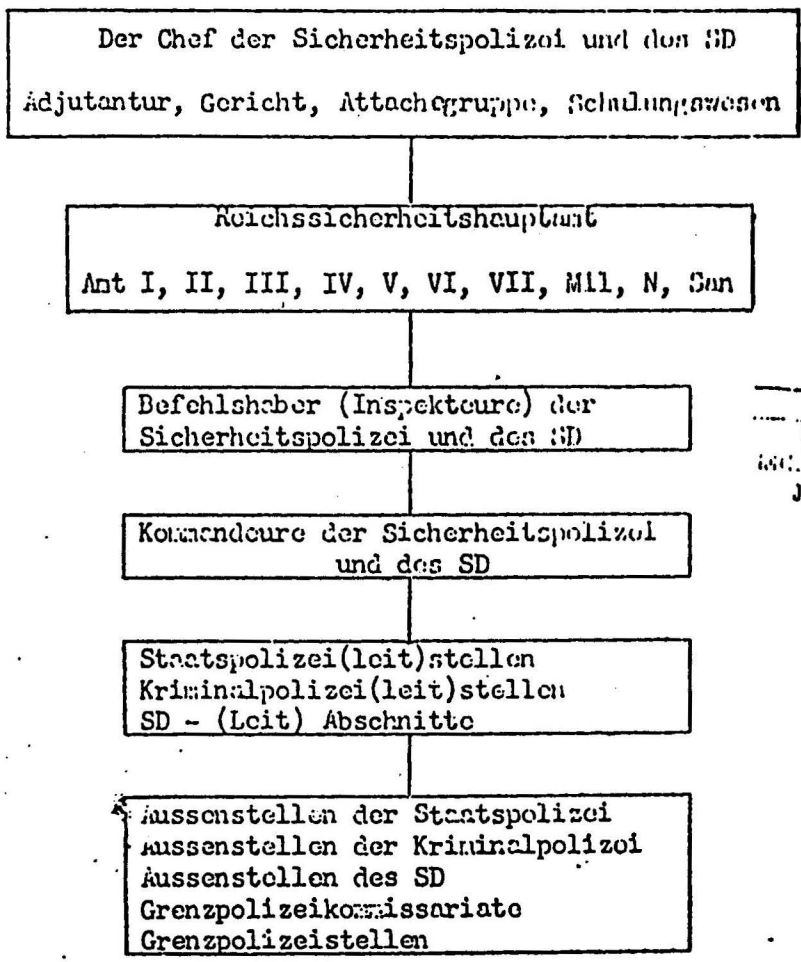 Der Chef der Sicherheitspolizei und des SD
Adjutantur, Gericht, Attachegruppe, Schulungswesen
Reichssicherheitshauptamt
Amt I, II, III, IV, V, VI, VII, Mil, N, San
Befehlshaber (Inspekteure) der
Sicherheitspolizei und des SD
Kommandeure der Sicherheitspolizei
und des SD
Staatspolizei(leit)stellen
Kriminalpolizei(leit)stellen
SD - (Leit) Abschnitte
Aussenstellen der Staatspolizei
Aussenstellen der Kriminalpolizei
Aussenstellen des SD
Grenzpolizeikommissariate
Grenzpolizeistellen